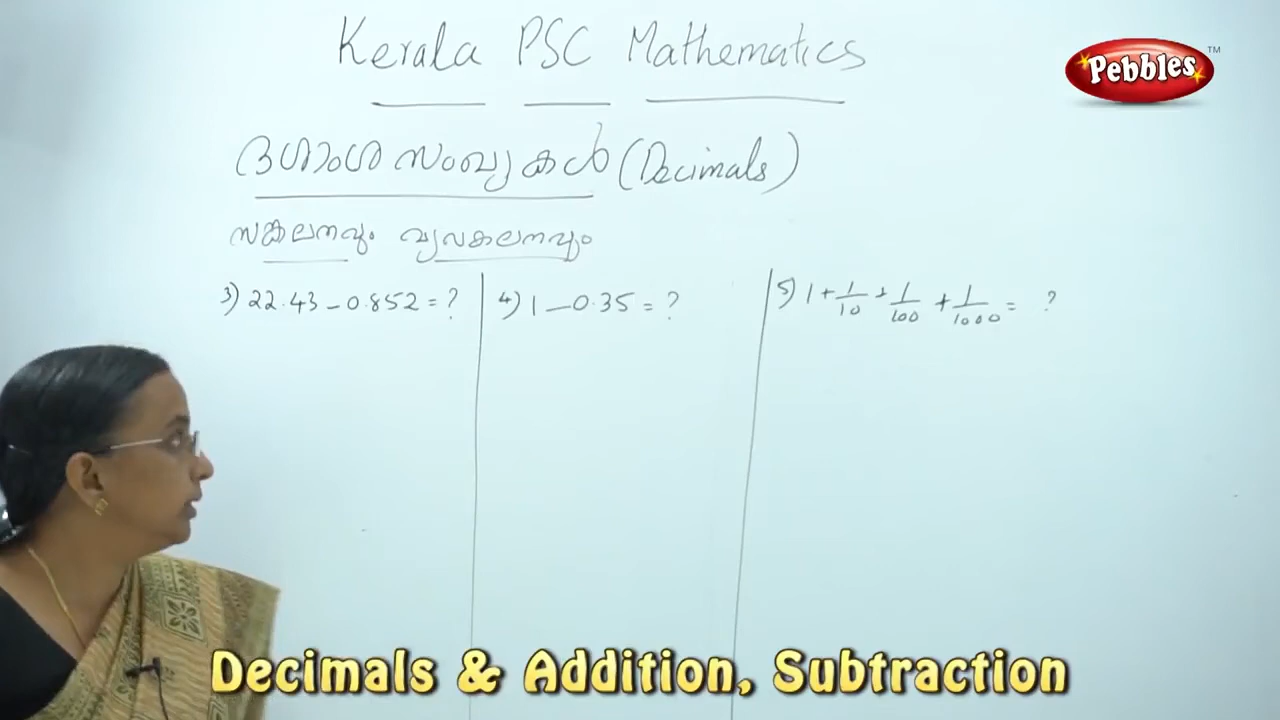 Kerala PSC Mathematics
Pebbles TM
ദശാംശ സംഖ്യകൾ (Decimals)
സങ്കലനവും വ്യവകലനവും
3) 22.43 - 0.852 = ?
4) 1 - 0.35 = ?
5) 1 + 1/10 + 1/100 + 1/1000 = ?
Decimals & Addition, Subtraction